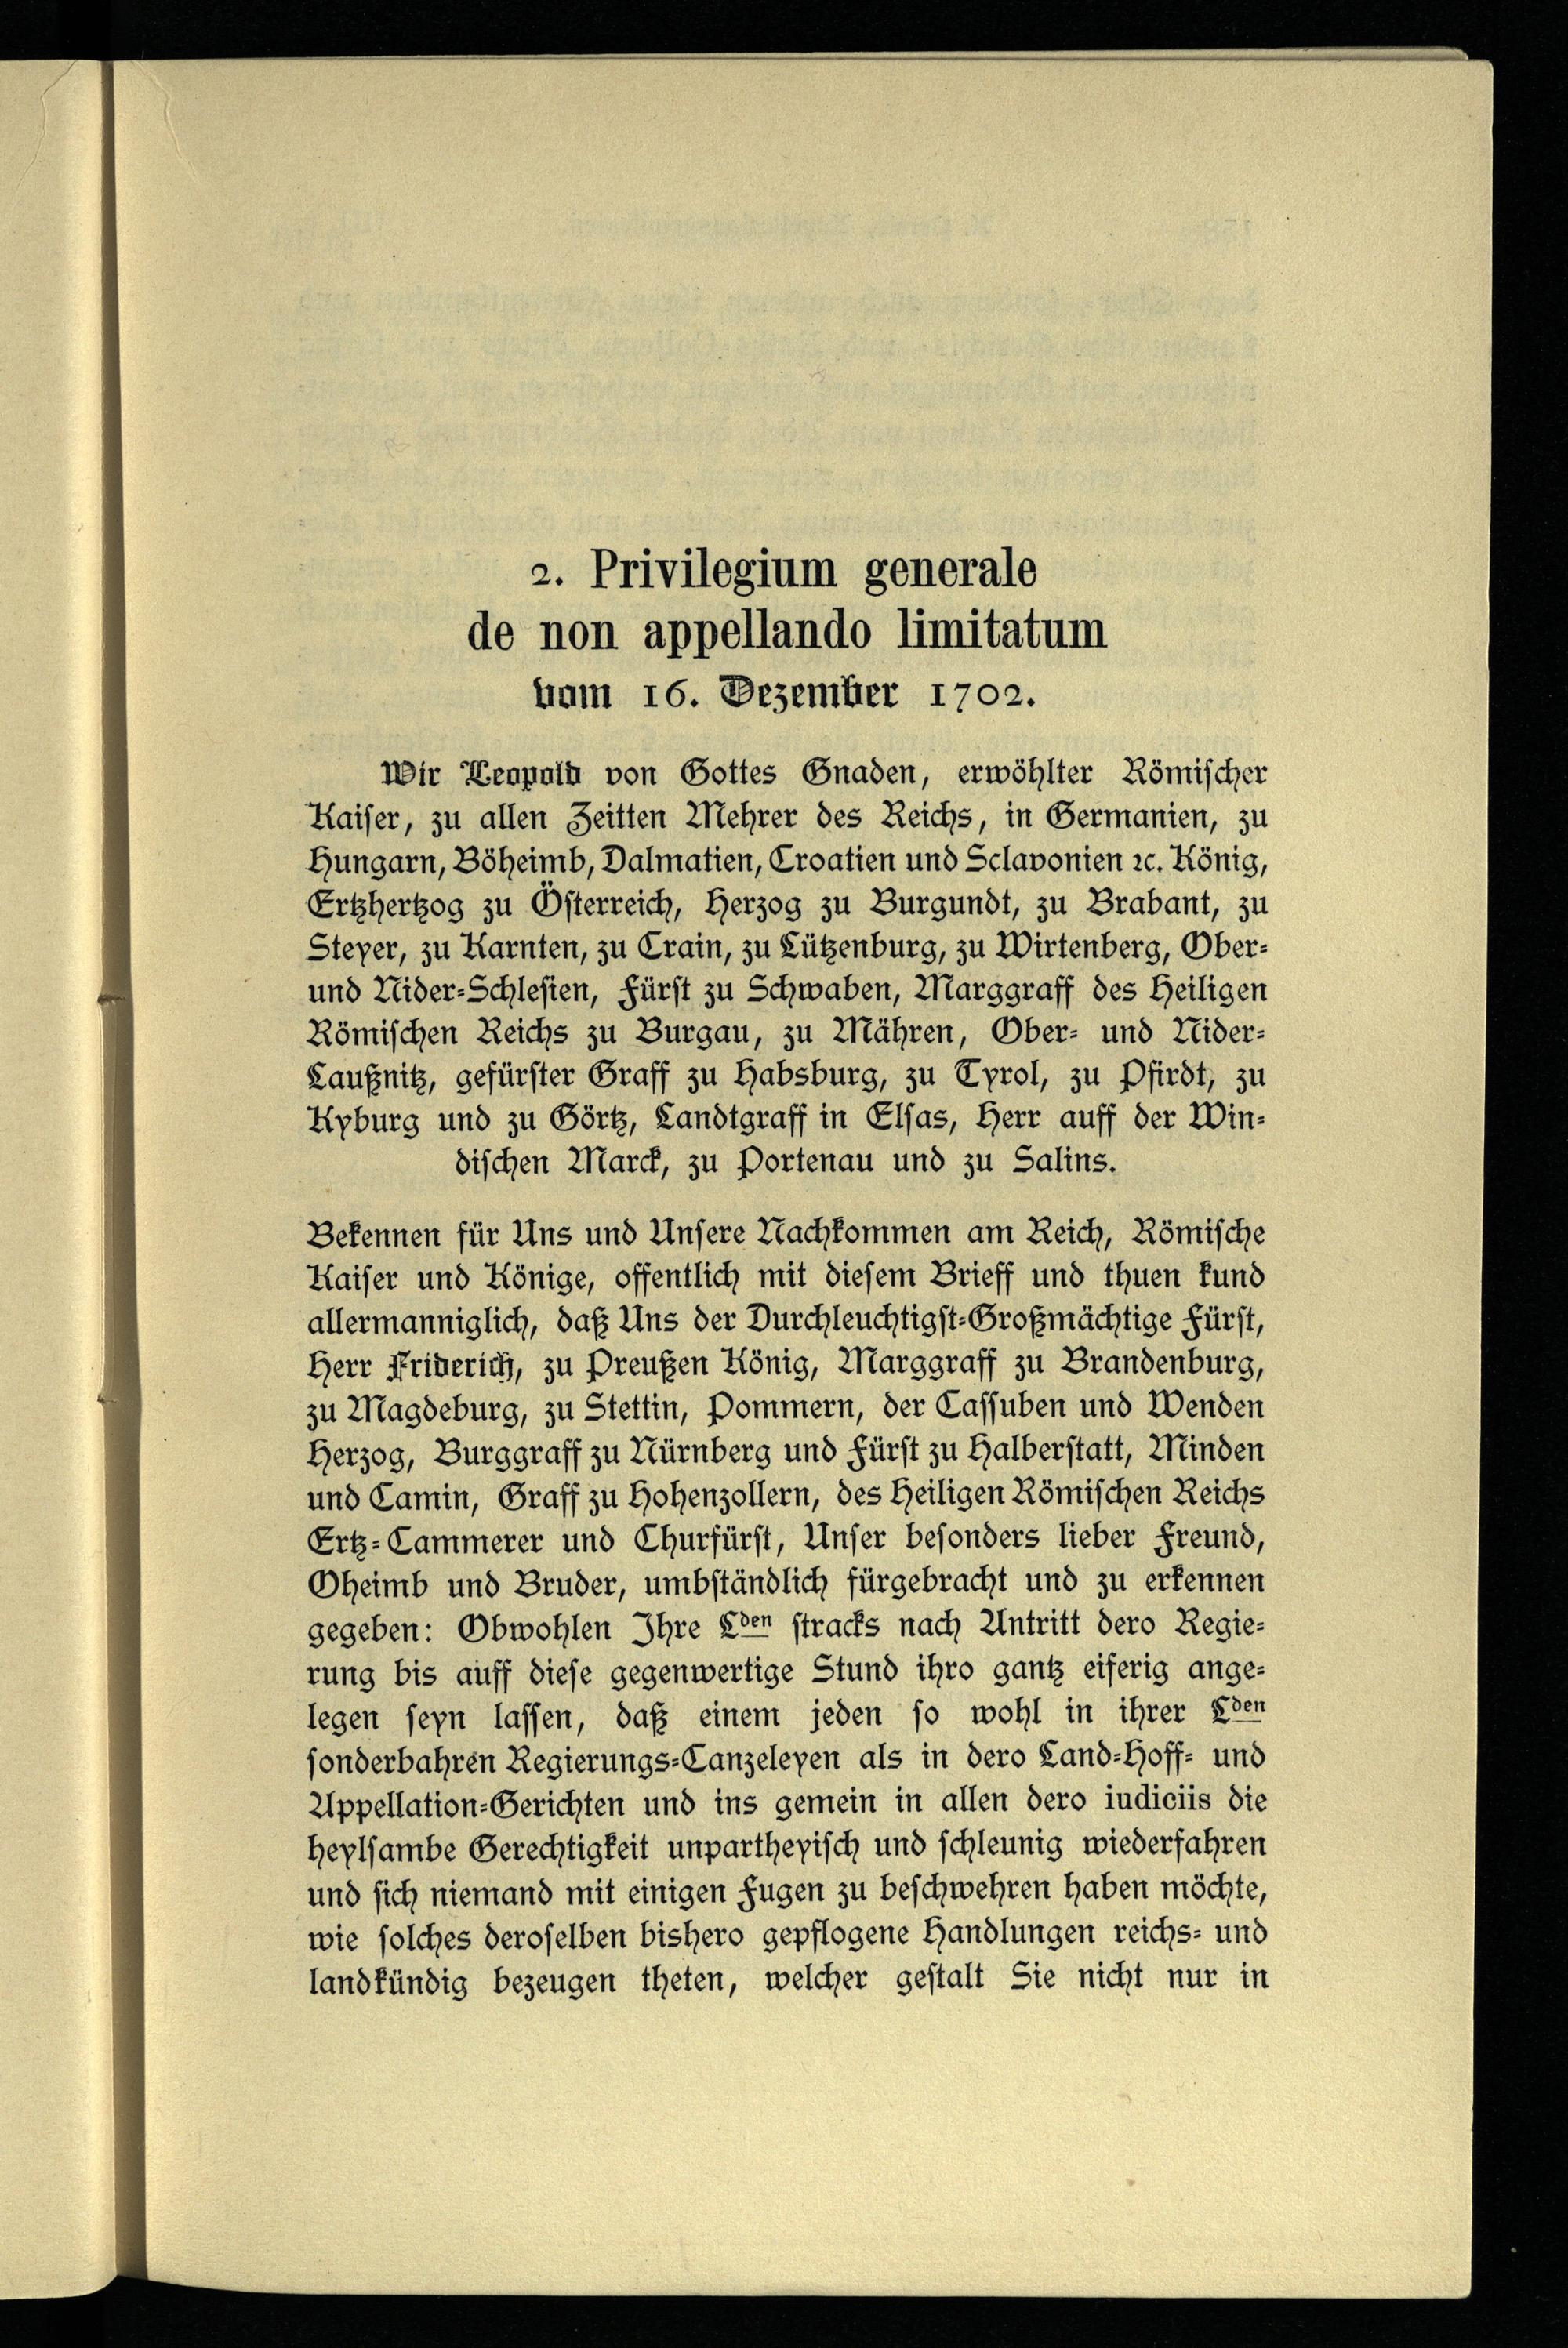 2. Privilegium generale
de non appellando limitatum
vom 16. Dezember 1702.
Wir Leopold von Gottes Gnaden, erwöhlter Römischer
Kaiser, zu allen Zeitten Mehrer des Reichs, in Germanien, zu
Hungarn, Böheimb, Dalmatien, Croatien und Sclavonien ꝛc. König,
Ertzhertzog zu Österreich, Herzog zu Burgundt, zu Brabant, zu
Steyer, zu Karnten, zu Crain, zu Lützenburg, zu Wirtenberg, Ober-
und Nider-Schlesien, Fürst zu Schwaben, Marggraff des Heiligen
Römischen Reichs zu Burgau, zu Mähren, Ober- und Nider-
Laußnitz, gefürster Graff zu Habsburg, zu Tyrol, zu Pfirdt, zu
Kyburg und zu Görtz, Landtgraff in Elsas, Herr auff der Win-
dischen Marck, zu Portenau und zu Salins.
Bekennen für Uns und Unsere Nachkommen am Reich, Römische
Kaiser und Könige, offentlich mit diesem Brieff und thuen kund
allermanniglich, daß Uns der Durchleuchtigst-Großmächtige Fürst,
Herr Friderich, zu Preußen König, Marggraff zu Brandenburg,
zu Magdeburg, zu Stettin, Pommern, der Cassuben und Wenden
Herzog, Burggraff zu Nürnberg und Fürst zu Halberstatt, Minden
und Camin, Graff zu Hohenzollern, des Heiligen Römischen Reichs
Ertz-Cammerer und Churfürst, Unser besonders lieber Freund,
Oheimb und Bruder, umbständlich fürgebracht und zu erkennen
gegeben: Obwohlen Ihre Lden stracks nach Antritt dero Regie-
rung bis auff diese gegenwertige Stund ihro gantz eiferig ange-
legen seyn lassen, daß einem jeden so wohl in ihrer Lden
sonderbahren Regierungs-Canzeleyen als in dero Land-Hoff- und
Appellation-Gerichten und ins gemein in allen dero iudiciis die
heylsambe Gerechtigkeit unpartheyisch und schleunig wiederfahren
und sich niemand mit einigen Fugen zu beschwehren haben möchte,
wie solches deroselben bishero gepflogene Handlungen reichs- und
landkündig bezeugen theten, welcher gestalt Sie nicht nur in